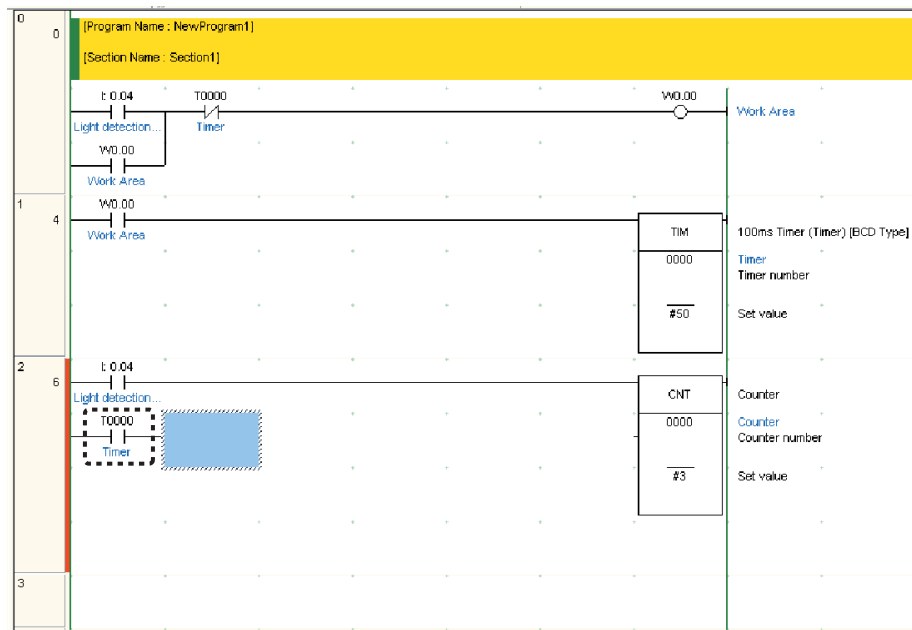 0
0
[Program Name : NewProgram1]
[Section Name : Section1]
I: 0.04 T0000 W0.00
Work Area
Light detection... Timer
W0.00
Work Area
1 W0.00
4
Work Area TIM 100ms Timer (Timer) [BCD Type]
0000 Timer
Timer number
#50 Set value
2 I: 0.04
6
Light detection... CNT Counter
T0000 0000 Counter
Counter number
Timer
#3 Set value
3